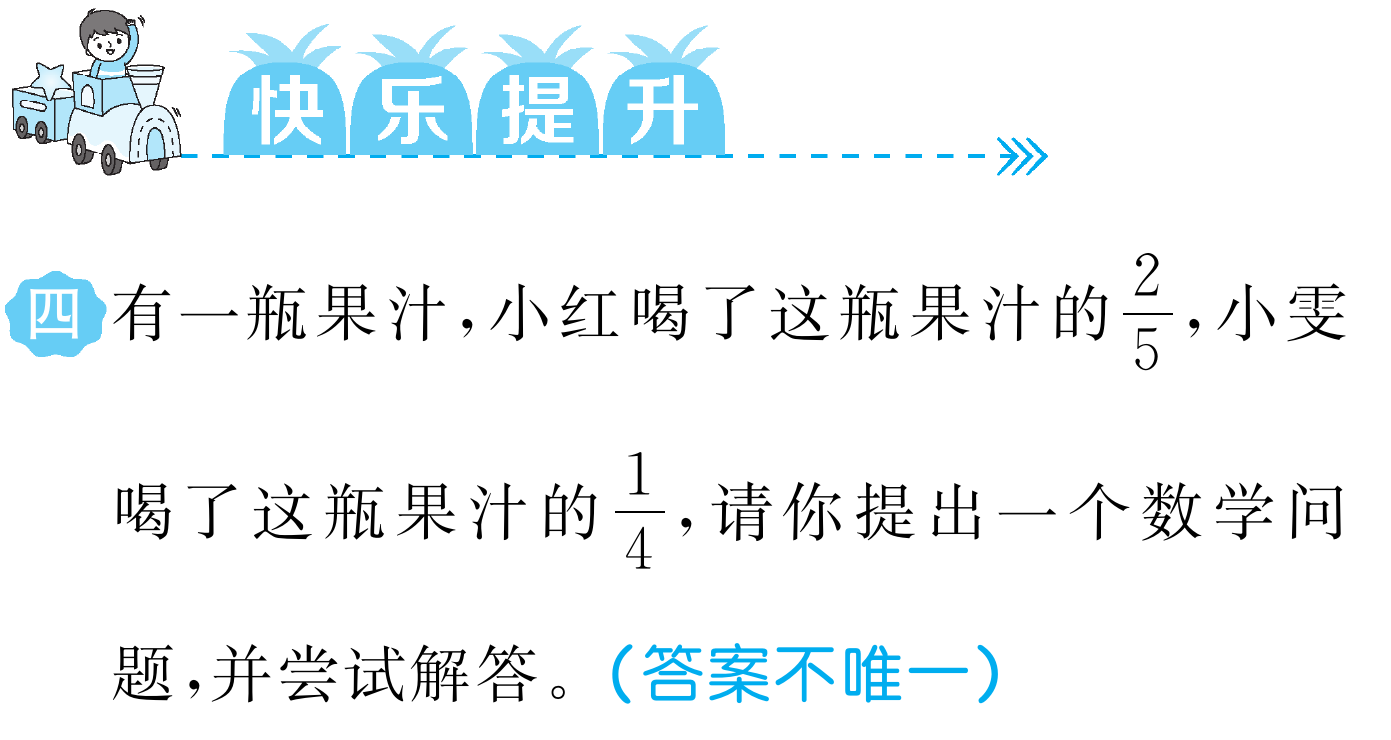 快乐提升
四 有一瓶果汁,小红喝了这瓶果汁的2/5,小雯
喝了这瓶果汁的1/4,请你提出一个数学问
题,并尝试解答。(答案不唯一)